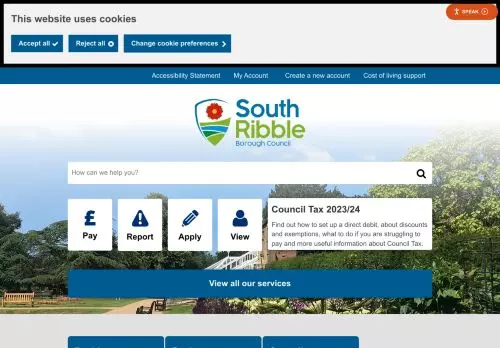 This website uses cookies
SPEAK
Accept all
Reject all
Change cookie preferences
Accessibility Statement
My Account
Create a new account
Cost of living support
South
Ribble
Borough Council
How can we help you?
Pay
Report
Apply
View
Council Tax 2023/24
Find out how to set up a direct debit, about discounts
and exemptions, what to do if you are struggling to
pay and more useful information about Council Tax.
View all our services